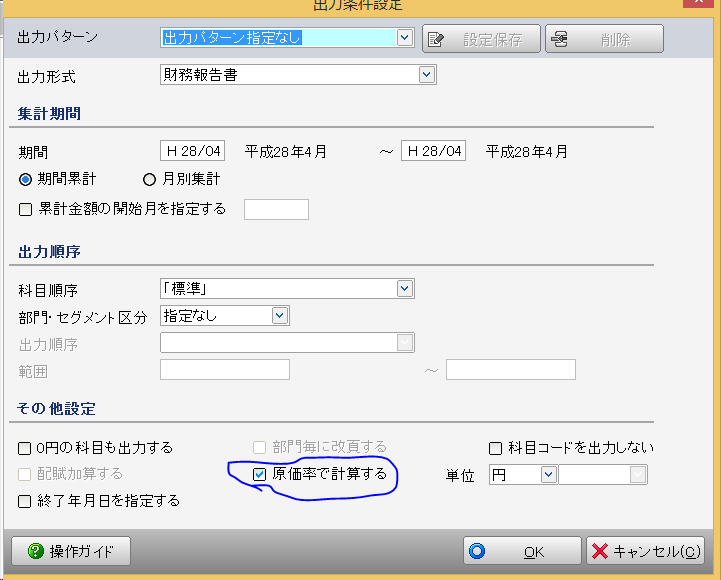 出力条件設定
出力パターン 出力パターン指定なし 設定保存 削除
出力形式 財務報告書
集計期間
期間 H 28/04 平成28年4月 ～ H 28/04 平成28年4月
期間累計 月別集計
累計金額の開始月を指定する
出力順序
科目順序 「標準」
部門・セグメント区分 指定なし
出力順序
範囲 ～
その他設定
0円の科目も出力する 部門毎に改頁する 科目コードを出力しない
配賦加算する 原価率で計算する 単位 円
終了年月日を指定する
操作ガイド OK キャンセル(C)